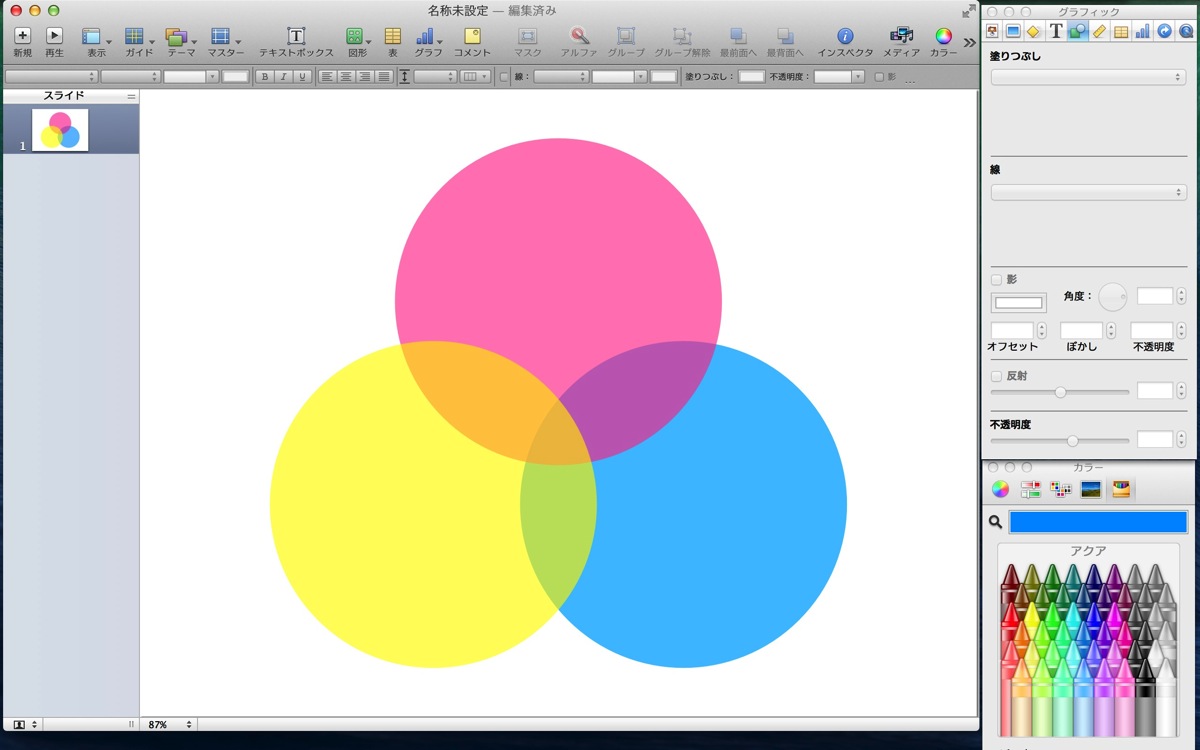 名称未設定 — 編集済み
新規 再生 表示 ガイド テーマ マスター テキストボックス 図形 表 グラフ コメント マスク アルファ グループ グループ解除 最前面へ 最背面へ インスペクタ メディア カラー
B I U 線： 塗りつぶし： 不透明度： 影
スライド
1
87%
グラフィック
塗りつぶし
線
影
角度：
オフセット ぼかし 不透明度
反射
不透明度
カラー
アクア